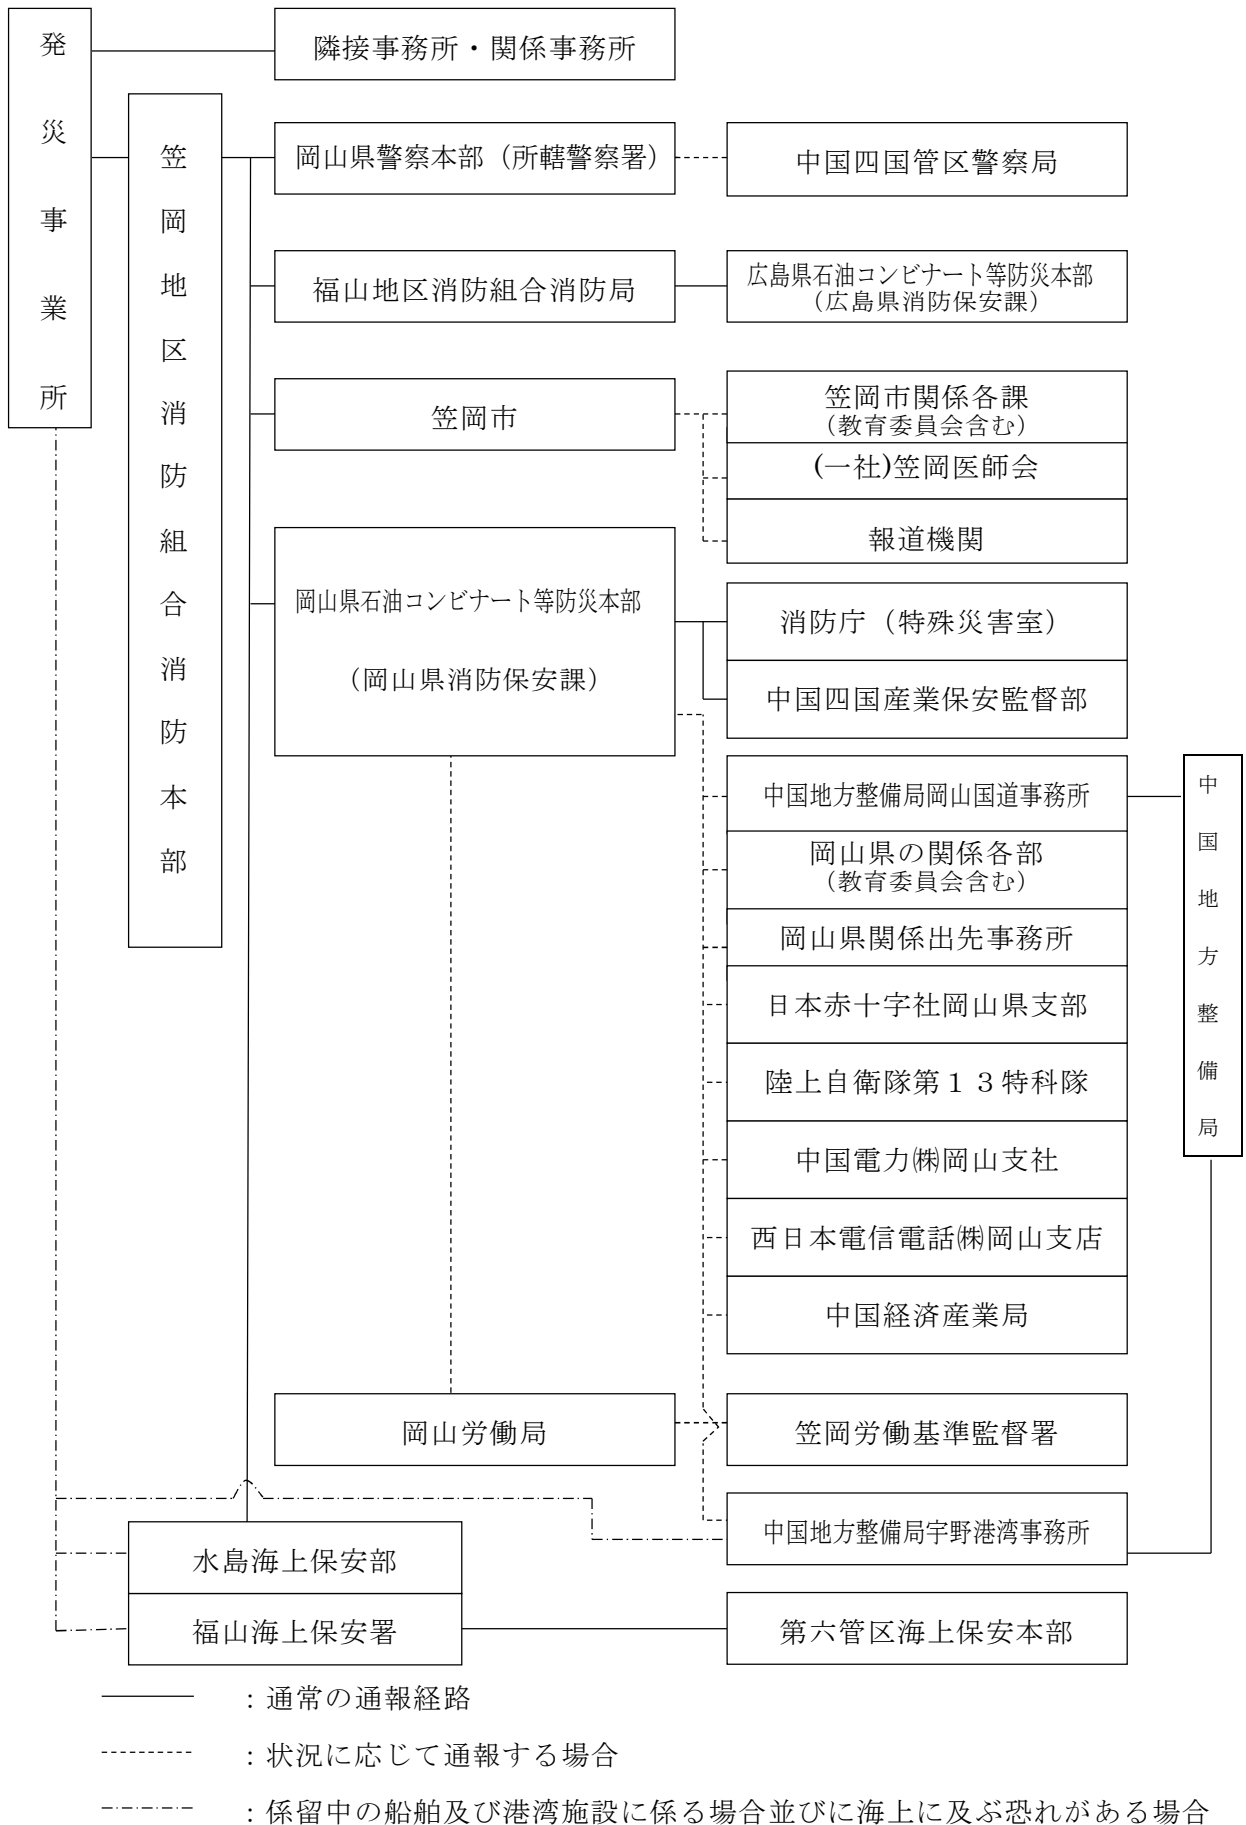 発災事業所
隣接事務所・関係事務所
笠岡地区消防組合消防本部
岡山県警察本部（所轄警察署）
中国四国管区警察局
福山地区消防組合消防局
広島県石油コンビナート等防災本部
（広島県消防保安課）
笠岡市
笠岡市関係各課
（教育委員会含む）
(一社)笠岡医師会
報道機関
岡山県石油コンビナート等防災本部
（岡山県消防保安課）
消防庁（特殊災害室）
中国四国産業保安監督部
中国地方整備局岡山国道事務所
中国地方整備局
岡山県の関係各部
（教育委員会含む）
岡山県関係出先事務所
日本赤十字社岡山県支部
陸上自衛隊第１３特科隊
中国電力㈱岡山支社
西日本電信電話㈱岡山支店
中国経済産業局
岡山労働局
笠岡労働基準監督署
中国地方整備局宇野港湾事務所
水島海上保安部
福山海上保安署
第六管区海上保安本部
：通常の通報経路
：状況に応じて通報する場合
：係留中の船舶及び港湾施設に係る場合並びに海上に及ぶ恐れがある場合